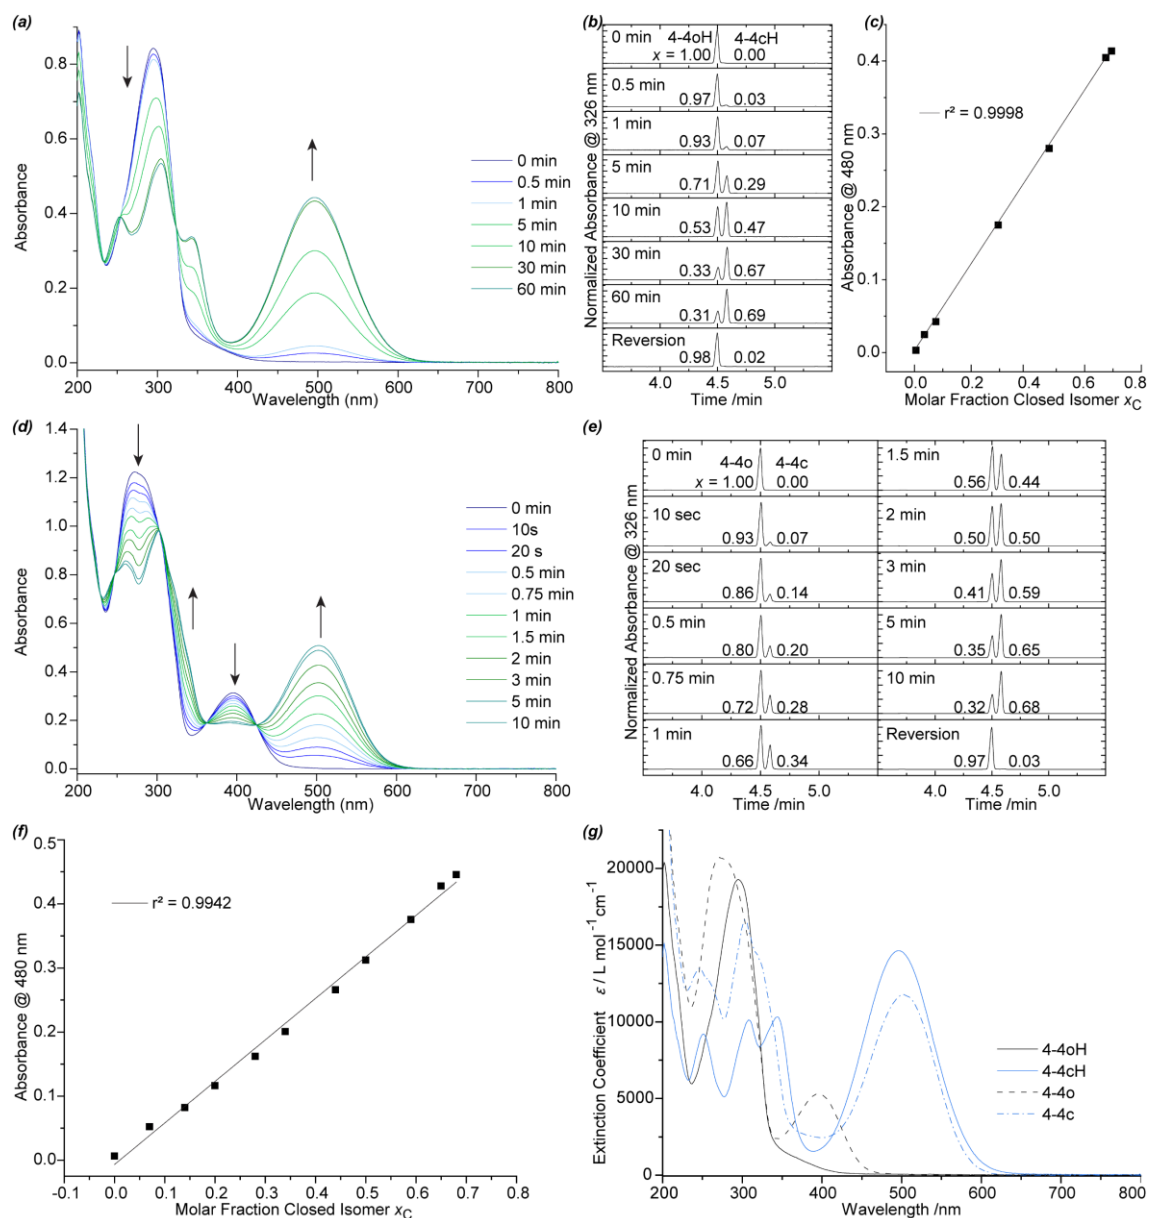 (a)
0.8
0.6
0.4
0.2
0.0
Absorbance
200 300 400 500 600 700 800
Wavelength (nm)
0 min
0.5 min
1 min
5 min
10 min
30 min
60 min
(b)
Normalized Absorbance @ 326 nm
0 min 4-4oH 4-4cH
x = 1.00 0.00
0.5 min
0.97 0.03
1 min
0.93 0.07
5 min
0.71 0.29
10 min
0.53 0.47
30 min
0.33 0.67
60 min
0.31 0.69
Reversion
0.98 0.02
4.0 4.5 5.0
Time /min
(c)
0.4
0.3
0.2
0.1
0.0
Absorbance @ 480 nm
r² = 0.9998
0.0 0.2 0.4 0.6 0.8
Molar Fraction Closed Isomer xC
(d)
1.4
1.2
1.0
0.8
0.6
0.4
0.2
0.0
Absorbance
200 300 400 500 600 700 800
Wavelength (nm)
0 min
10s
20 s
0.5 min
0.75 min
1 min
1.5 min
2 min
3 min
5 min
10 min
(e)
Normalized Absorbance @ 326 nm
0 min 4-4o 4-4c
x = 1.00 0.00
10 sec
0.93 0.07
20 sec
0.86 0.14
0.5 min
0.80 0.20
0.75 min
0.72 0.28
1 min
0.66 0.34
4.0 4.5 5.0
Time /min
1.5 min
0.56 0.44
2 min
0.50 0.50
3 min
0.41 0.59
5 min
0.35 0.65
10 min
0.32 0.68
Reversion
0.97 0.03
4.0 4.5 5.0
Time /min
(f)
0.5
0.4
0.3
0.2
0.1
0.0
Absorbance @ 480 nm
r² = 0.9942
-0.1 0.0 0.1 0.2 0.3 0.4 0.5 0.6 0.7 0.8
Molar Fraction Closed Isomer xC
(g)
20000
15000
10000
5000
0
Extinction Coefficient ε / L mol⁻¹ cm⁻¹
4-4oH
4-4cH
4-4o
4-4c
200 300 400 500 600 700 800
Wavelength /nm